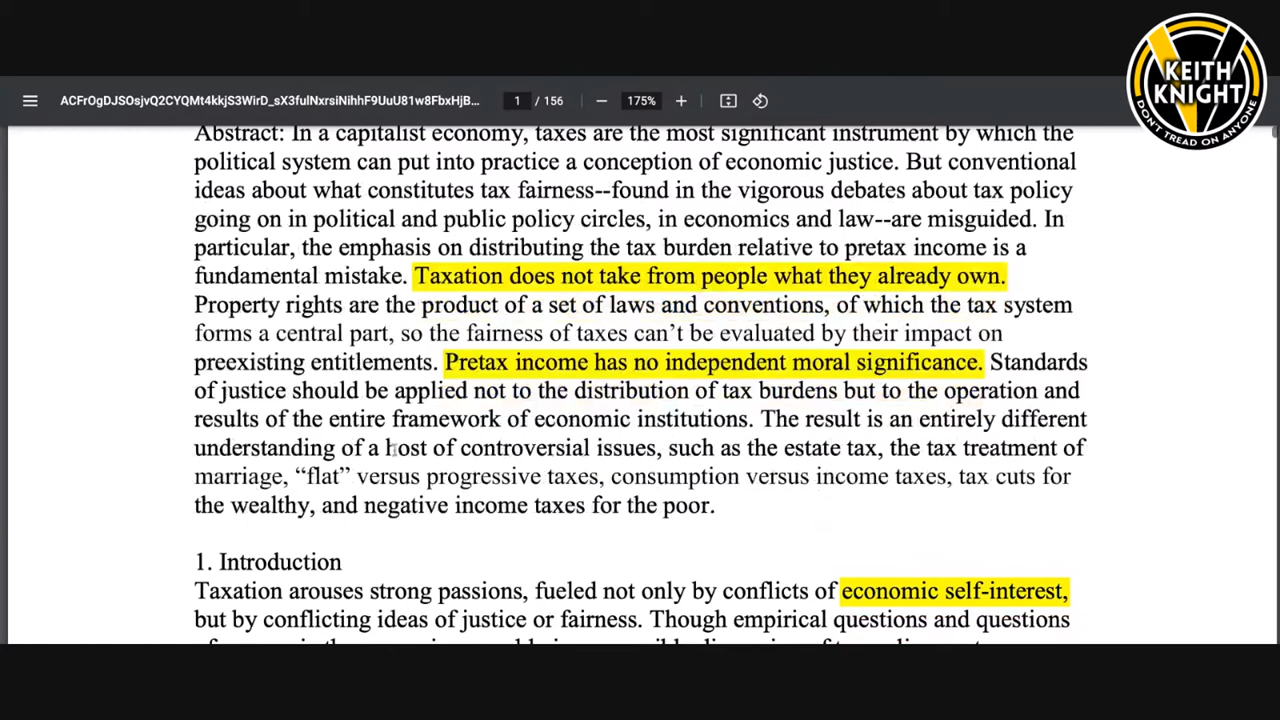 KEITH
KNIGHT
DON'T TREAD ON ANYONE
1 / 156
175%
Abstract: In a capitalist economy, taxes are the most significant instrument by which the
political system can put into practice a conception of economic justice. But conventional
ideas about what constitutes tax fairness--found in the vigorous debates about tax policy
going on in political and public policy circles, in economics and law--are misguided. In
particular, the emphasis on distributing the tax burden relative to pretax income is a
fundamental mistake. Taxation does not take from people what they already own.
Property rights are the product of a set of laws and conventions, of which the tax system
forms a central part, so the fairness of taxes can’t be evaluated by their impact on
preexisting entitlements. Pretax income has no independent moral significance. Standards
of justice should be applied not to the distribution of tax burdens but to the operation and
results of the entire framework of economic institutions. The result is an entirely different
understanding of a host of controversial issues, such as the estate tax, the tax treatment of
marriage, “flat” versus progressive taxes, consumption versus income taxes, tax cuts for
the wealthy, and negative income taxes for the poor.
1. Introduction
Taxation arouses strong passions, fueled not only by conflicts of economic self-interest,
but by conflicting ideas of justice or fairness. Though empirical questions and questions